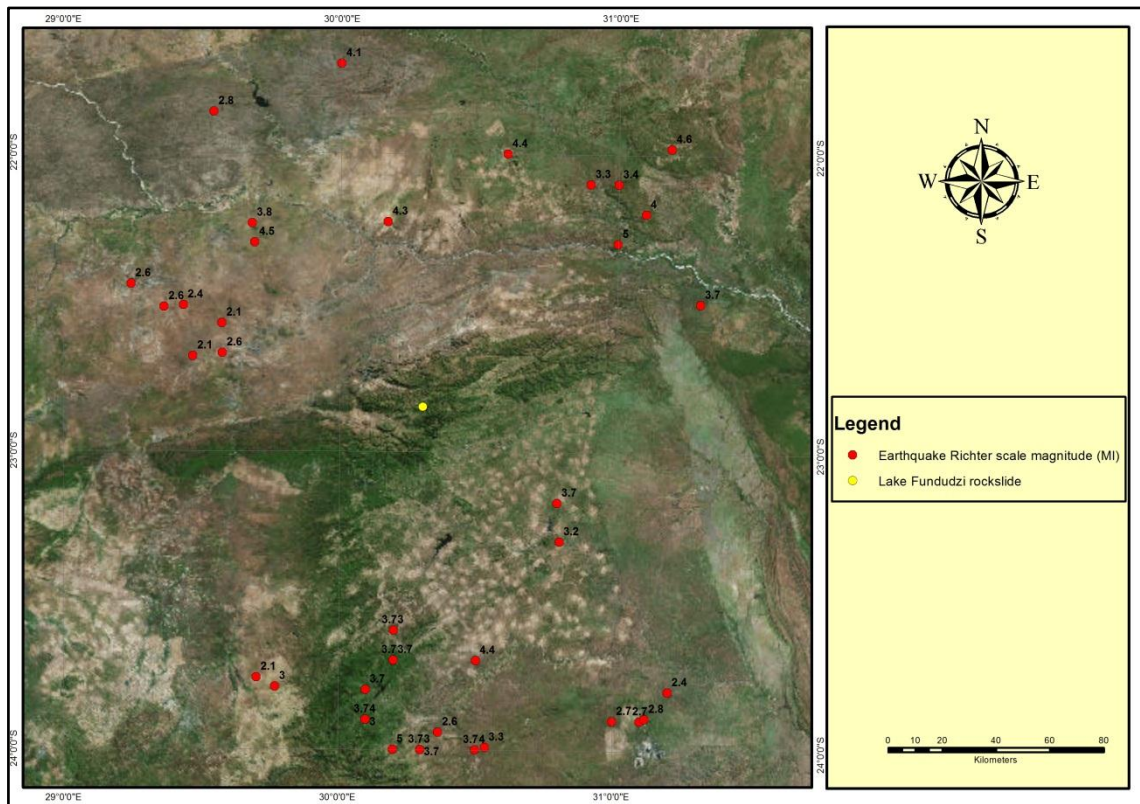 29°0'0"E 30°0'0"E 31°0'0"E
4.1
2.8
22°0'0"S
4.4
4.6
22°0'0"S
3.3
3.4
4
3.8
4.3
4.5
5
2.6
2.6
2.4
3.7
2.1
2.1
2.6
23°0'0"S
23°0'0"S
3.7
3.2
3.73
3.73.7
4.4
2.1
3
3.7
2.4
3.74
3
2.7
2.7
2.8
2.6
5
3.73
3.7
3.74
3.3
24°0'0"S
24°0'0"S
29°0'0"E 30°0'0"E 31°0'0"E
N
W E
S
Legend
Earthquake Richter scale magnitude (Ml)
Lake Fundudzi rockslide
0 10 20 40 60 80
Kilometers